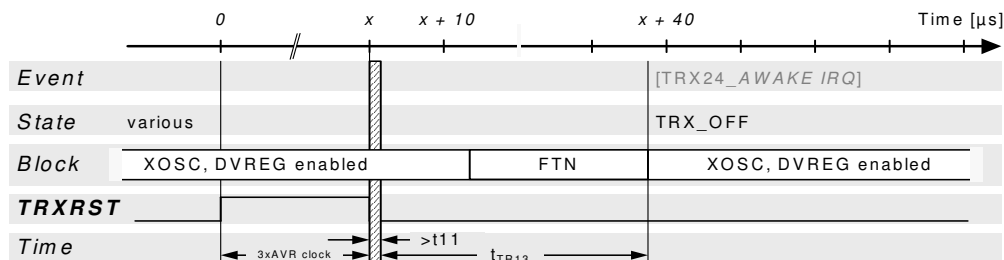 0 x x + 10 x + 40 Time [µs]
Event [TRX24_AWAKE IRQ]
State various TRX_OFF
Block XOSC, DVREG enabled FTN XOSC, DVREG enabled
TRXRST
Time 3xAVR clock >t11 tTR13